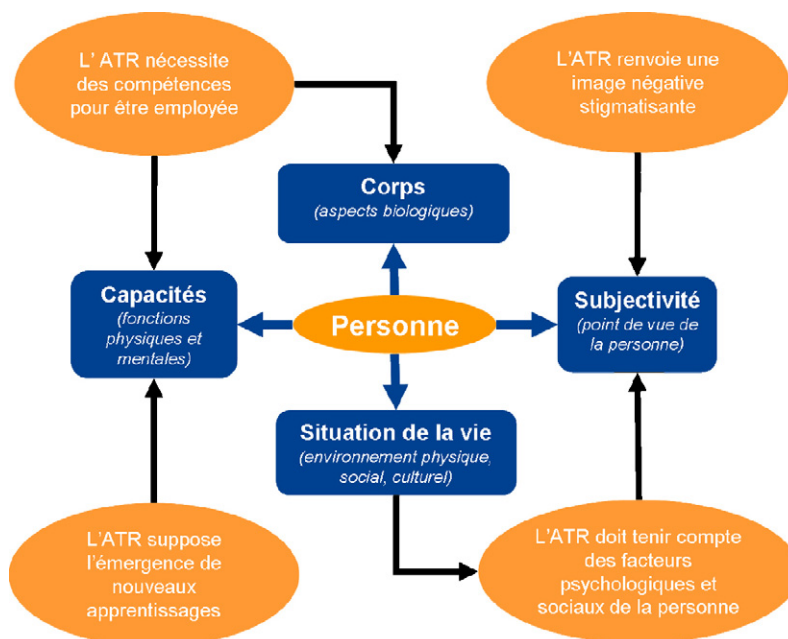 L' ATR nécessite
des compétences
pour être employée
L'ATR renvoie une
image négative
stigmatisante
Corps
(aspects biologiques)
Capacités
(fonctions
physiques et
mentales)
Personne
Subjectivité
(point de vue de
la personne)
Situation de la vie
(environnement physique,
social, culturel)
L'ATR suppose
l'émergence de
nouveaux
apprentissages
L'ATR doit tenir compte
des facteurs
psychologiques et
sociaux de la personne